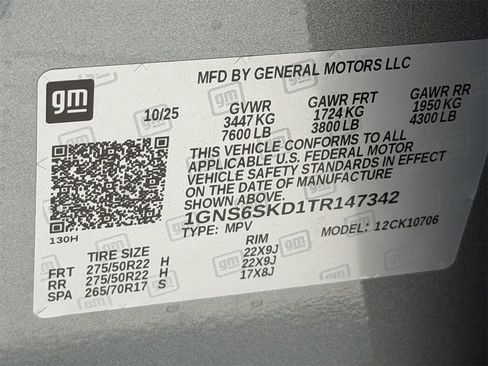 gm
MFD BY GENERAL MOTORS LLC
10/25 GVWR GAWR FRT GAWR RR
3447 KG 1724 KG 1950 KG
7600 LB 3800 LB 4300 LB
THIS VEHICLE CONFORMS TO ALL
APPLICABLE U.S. FEDERAL MOTOR
VEHICLE SAFETY STANDARDS IN EFFECT
ON THE DATE OF MANUFACTURE
SHOWN ABOVE.
1GNS6SKD1TR147342
130H
TYPE: MPV MODEL: 12CK10706
TIRE SIZE RIM
FRT 275/50R22 H 22X9J
RR 275/50R22 H 22X9J
SPA 265/70R17 S 17X8J